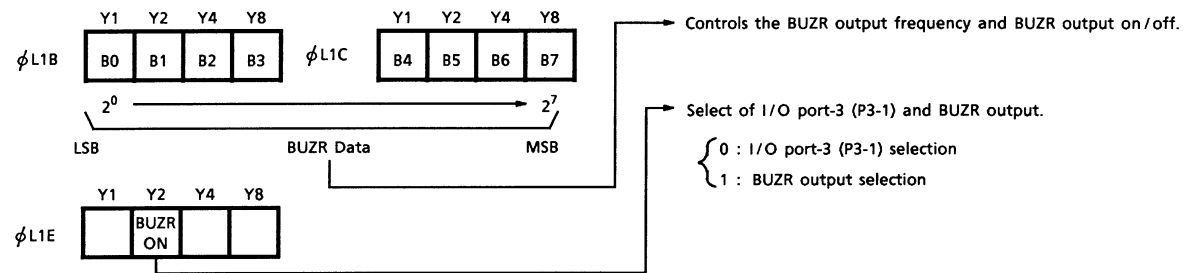 Y1 Y2 Y4 Y8 Y1 Y2 Y4 Y8
ϕL1B B0 B1 B2 B3 ϕL1C B4 B5 B6 B7
2⁰ 2⁷
LSB BUZR Data MSB
Controls the BUZR output frequency and BUZR output on/off.
Select of I/O port-3 (P3-1) and BUZR output.
0 : I/O port-3 (P3-1) selection
1 : BUZR output selection
Y1 Y2 Y4 Y8
ϕL1E BUZR
ON